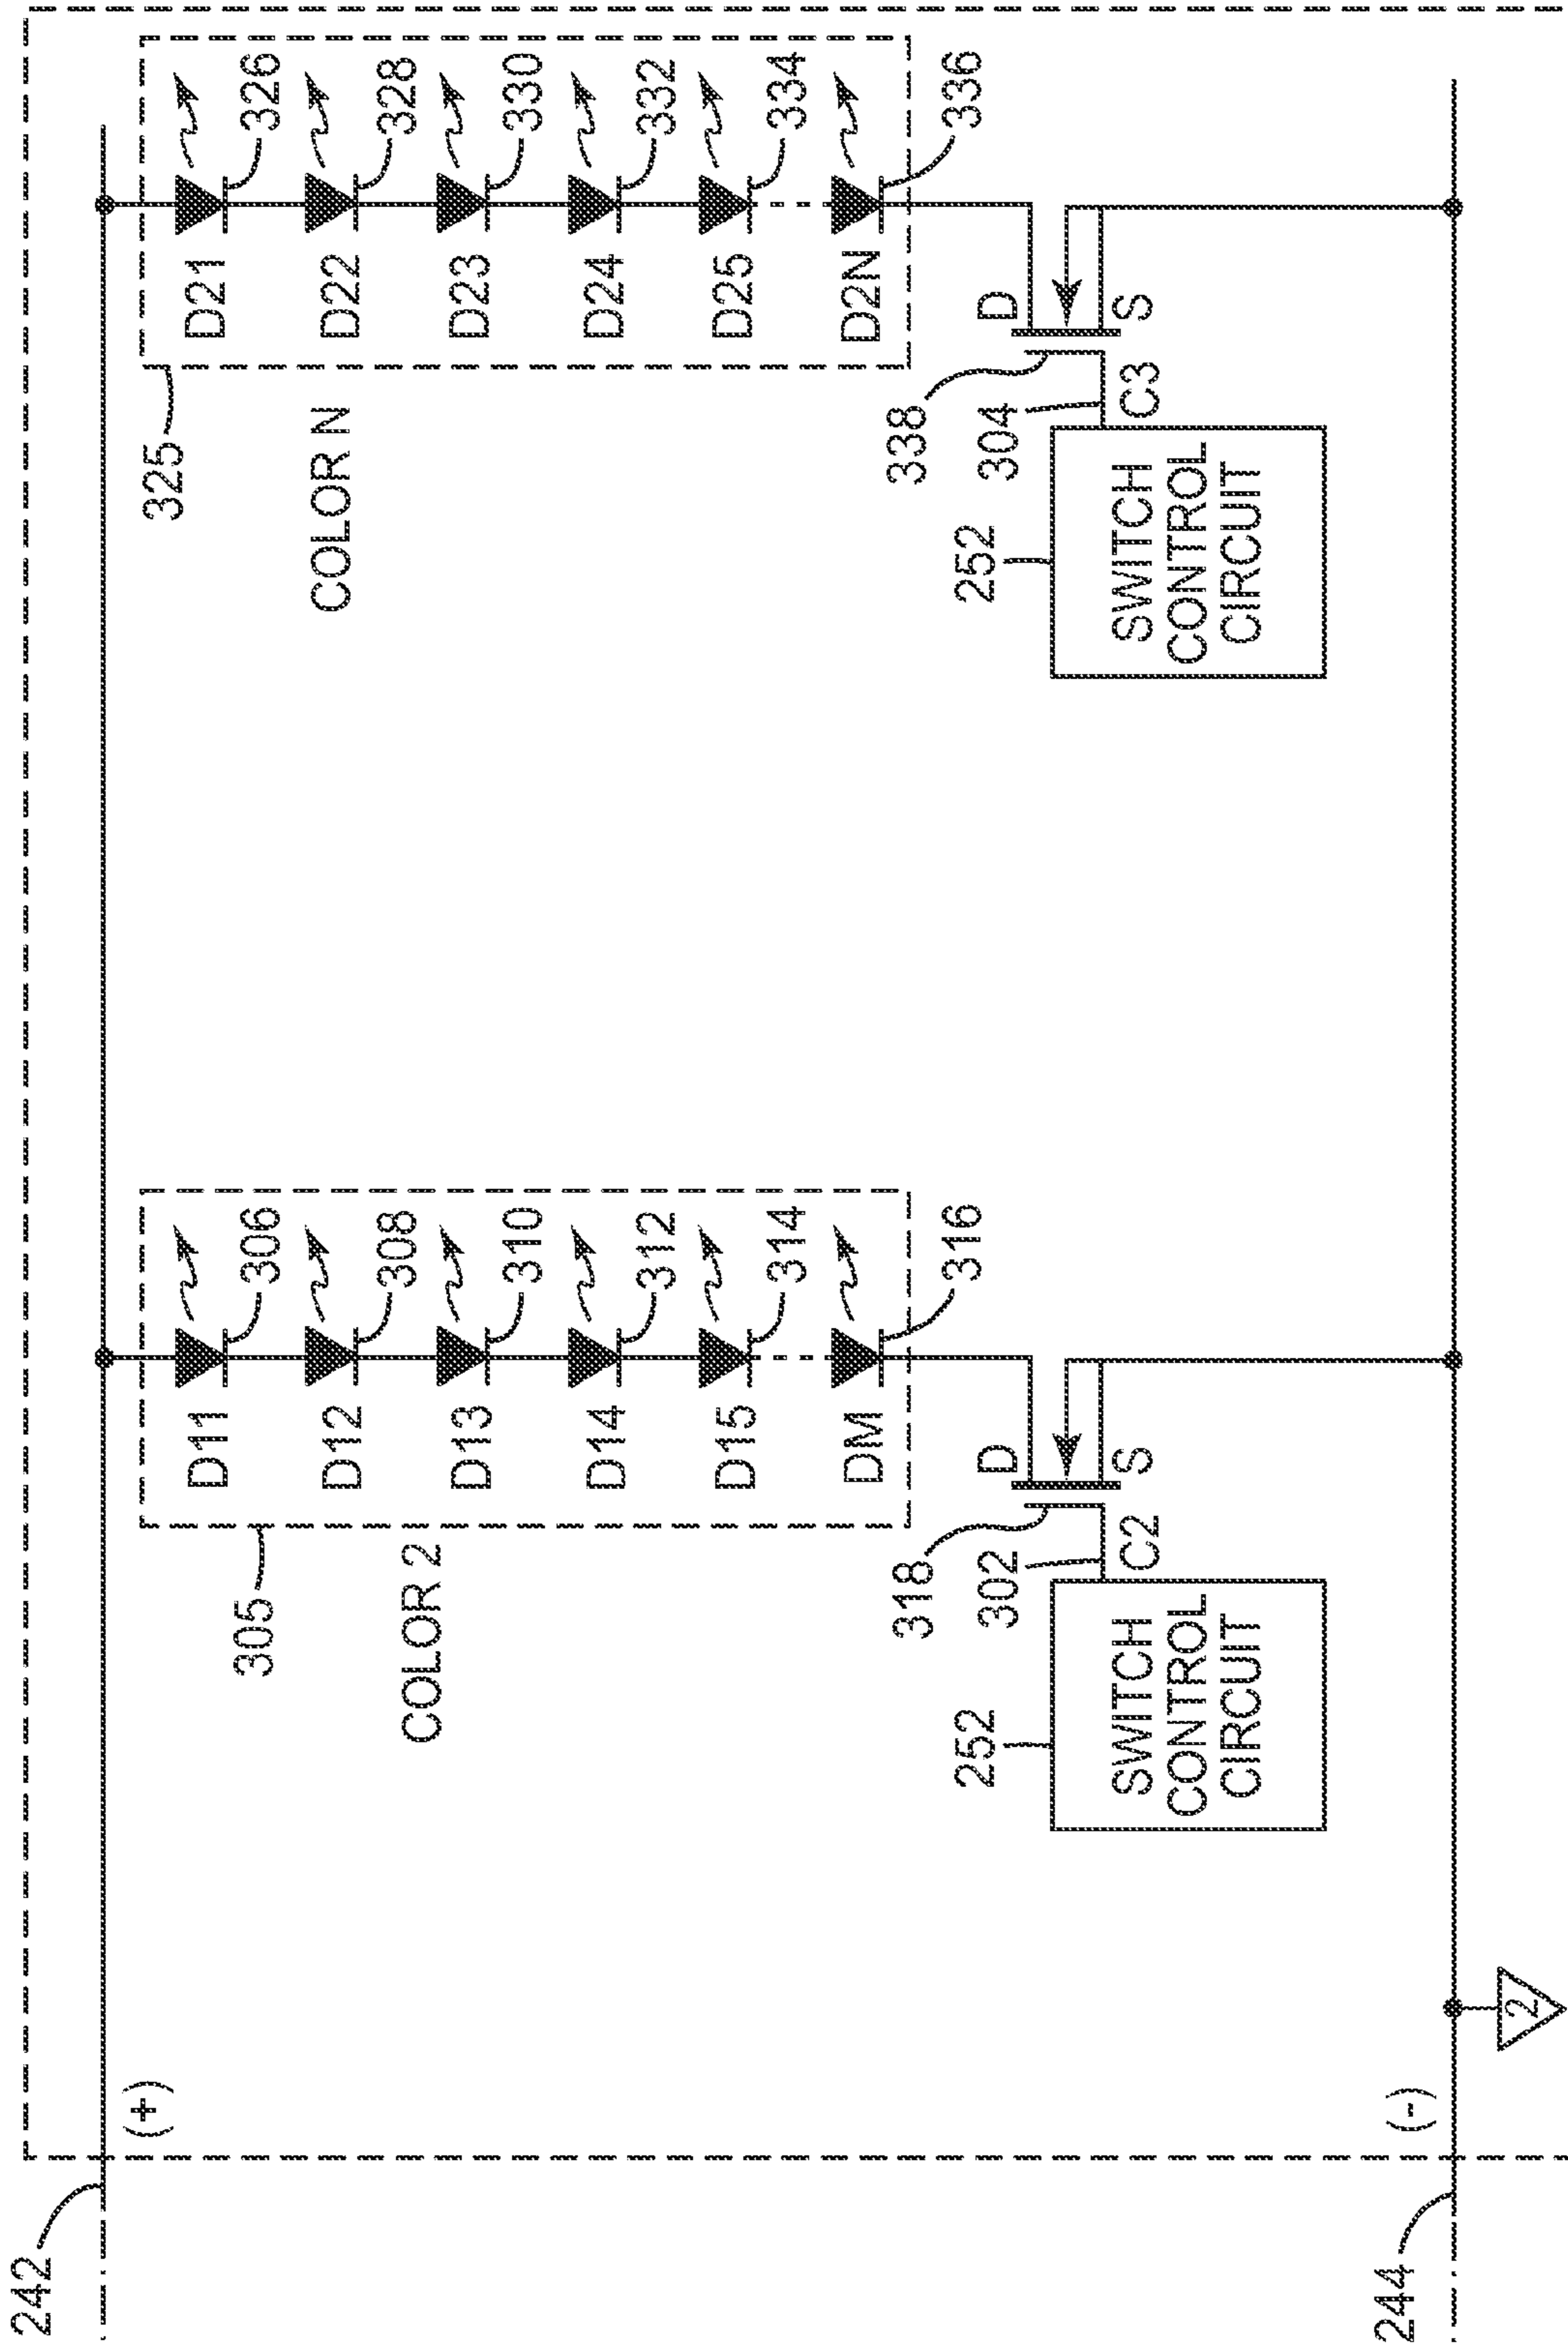 242
(+)
305
COLOR 2
D11
306
D12
308
D13
310
D14
312
D15
314
DM
316
325
COLOR N
D21
326
D22
328
D23
330
D24
332
D25
334
D2N
336
318
D
302
C2
S
252
SWITCH
CONTROL
CIRCUIT
338
D
304
C3
S
252
SWITCH
CONTROL
CIRCUIT
244
(-)
2